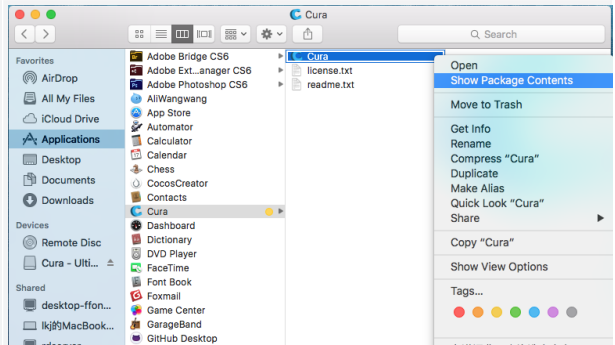 Cura
Search
Favorites
AirDrop
All My Files
iCloud Drive
Applications
Desktop
Documents
Downloads
Devices
Remote Disc
Cura - Ulti...
Shared
desktop-ffon...
lkj的MacBook...
Adobe Bridge CS6
Adobe Ext...anager CS6
Adobe Photoshop CS6
AliWangwang
App Store
Automator
Calculator
Calendar
Chess
CocosCreator
Contacts
Cura
Dashboard
Dictionary
DVD Player
FaceTime
Font Book
Foxmail
Game Center
GarageBand
GitHub Desktop
Cura
license.txt
readme.txt
Open
Show Package Contents
Move to Trash
Get Info
Rename
Compress “Cura”
Duplicate
Make Alias
Quick Look “Cura”
Share
Copy “Cura”
Show View Options
Tags...